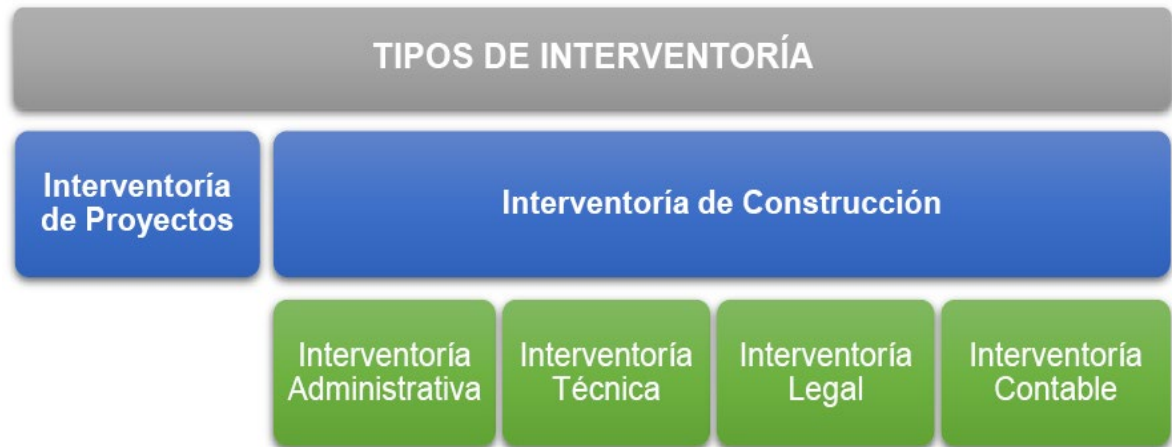 TIPOS DE INTERVENTORÍA
Interventoría
de Proyectos
Interventoría de Construcción
Interventoría
Administrativa
Interventoría
Técnica
Interventoría
Legal
Interventoría
Contable